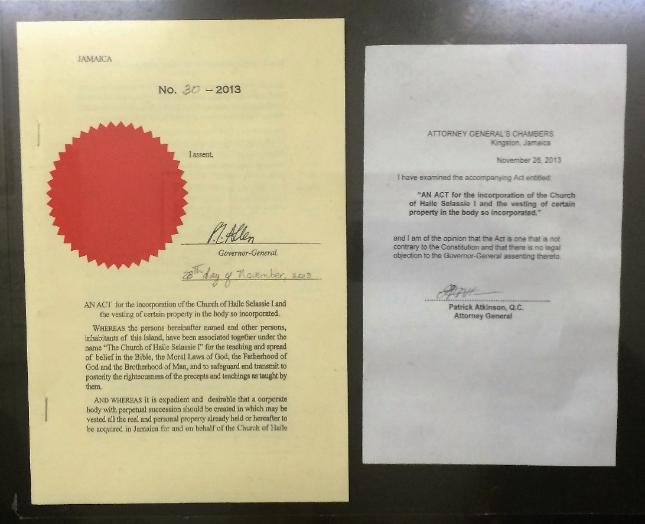 JAMAICA
No. 30 – 2013
I assent,
P. L. Allen
Governor-General
28th day of November, 2013
AN ACT for the incorporation of the Church of Haile Selassie I and
the vesting of certain property in the body so incorporated.
WHEREAS the persons hereinafter named and other persons,
inhabitants of this Island, have been associated together under the
name "The Church of Haile Selassie I" for the teaching and spread
of belief in the Bible, the Moral Laws of God, the Fatherhood of
God and the Brotherhood of Man, and to safeguard and transmit to
posterity the righteousness of the precepts and teachings as taught by
them.
AND WHEREAS it is expedient and desirable that a corporate
body with perpetual succession should be created in which may be
vested all the real and personal property already held or hereafter to
be acquired in Jamaica for and on behalf of the Church of Haile
ATTORNEY GENERAL'S CHAMBERS
Kingston, Jamaica
November 26, 2013
I have examined the accompanying Act entitled:
"AN ACT for the incorporation of the Church
of Haile Selassie I and the vesting of certain
property in the body so incorporated."
and I am of the opinion that the Act is one that is not
contrary to the Constitution and that there is no legal
objection to the Governor-General assenting thereto.
Patrick Atkinson, Q.C.
Attorney General